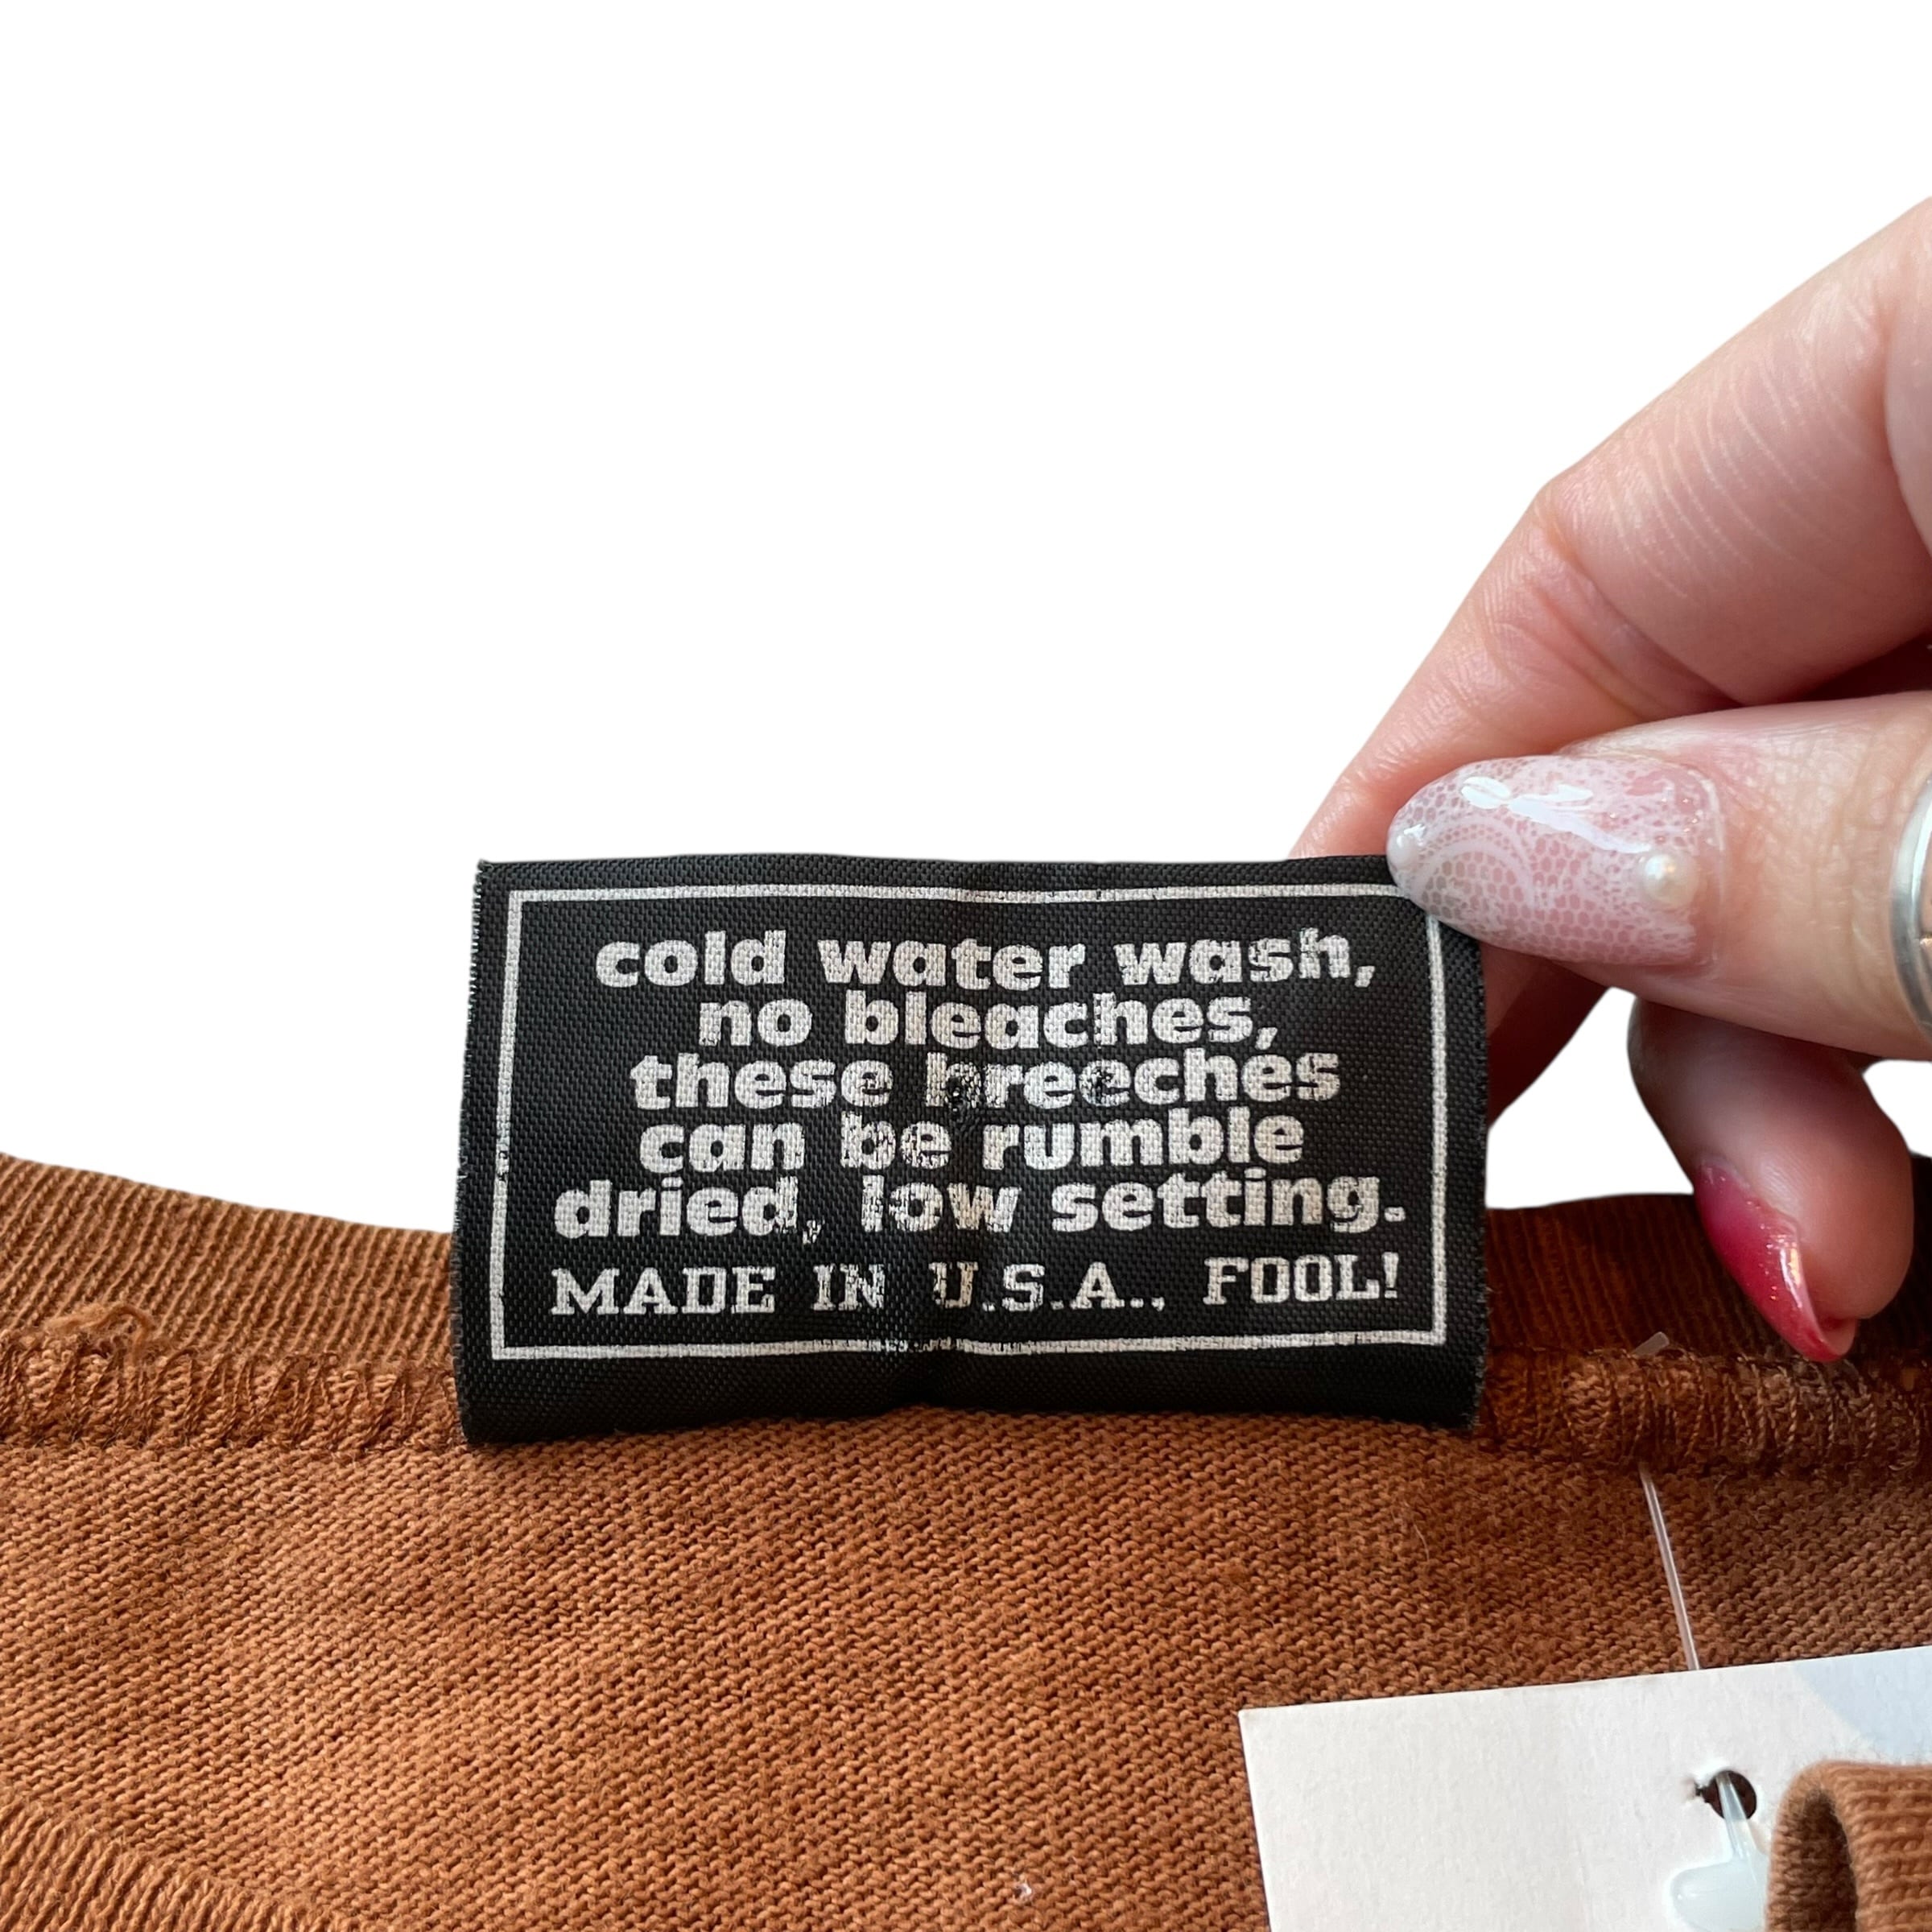 cold water wash,
no bleaches,
these breeches
can be rumble
dried, low setting.
MADE IN U.S.A., FOOL!